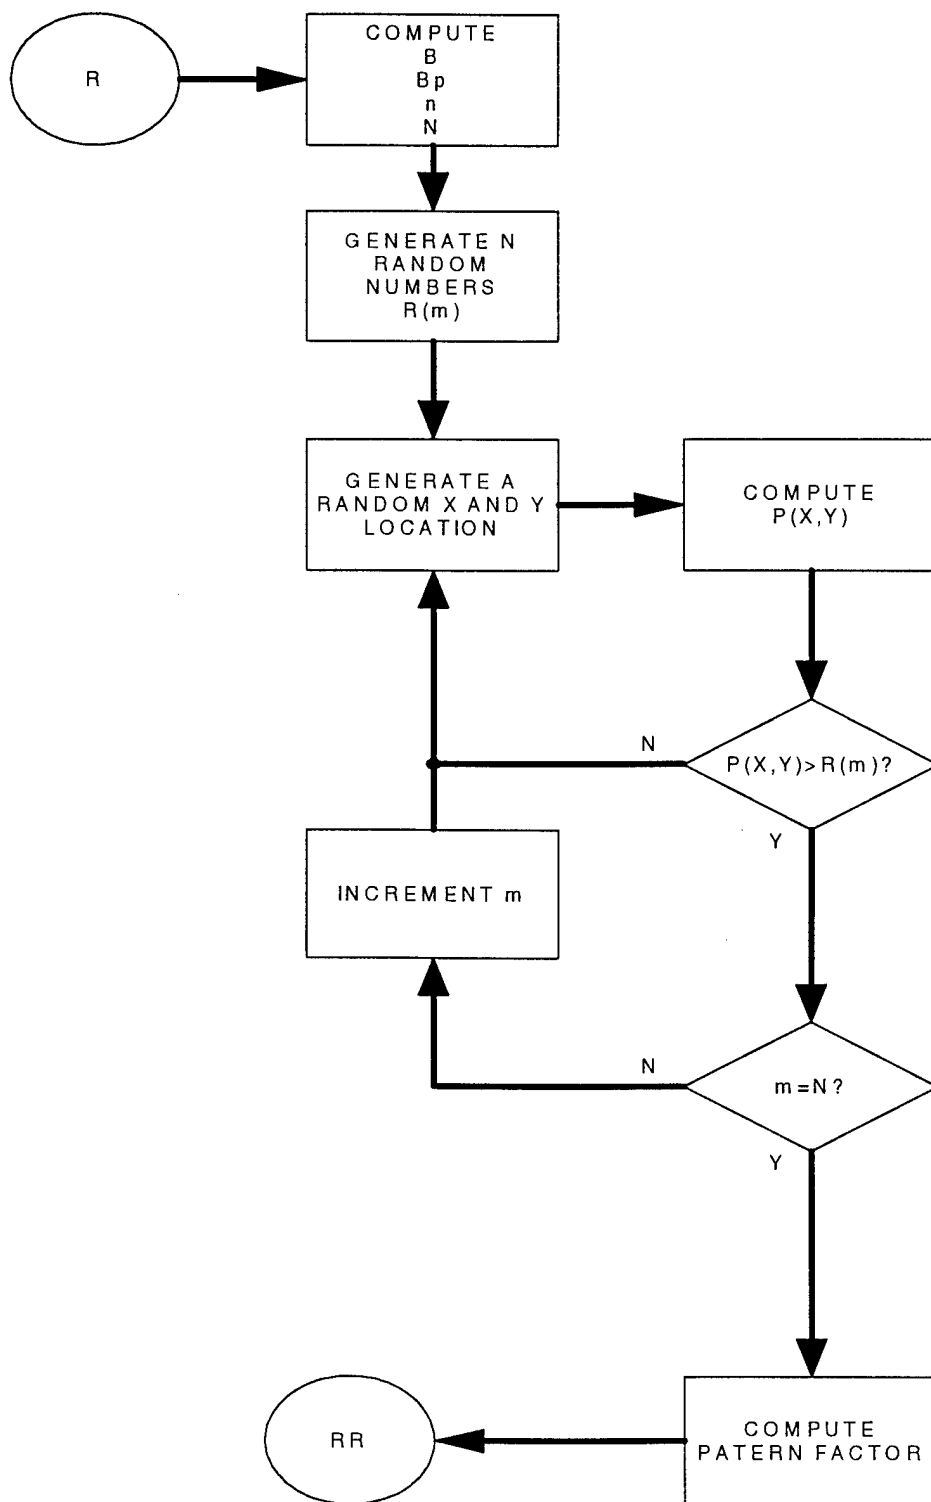 R
COMPUTE
B
Bp
n
N
GENERATE N
RANDOM
NUMBERS
R(m)
GENERATE A
RANDOM X AND Y
LOCATION
COMPUTE
P(X,Y)
N
P(X,Y)>R(m)?
Y
INCREMENT m
N
m=N?
Y
RR
COMPUTE
PATERN FACTOR